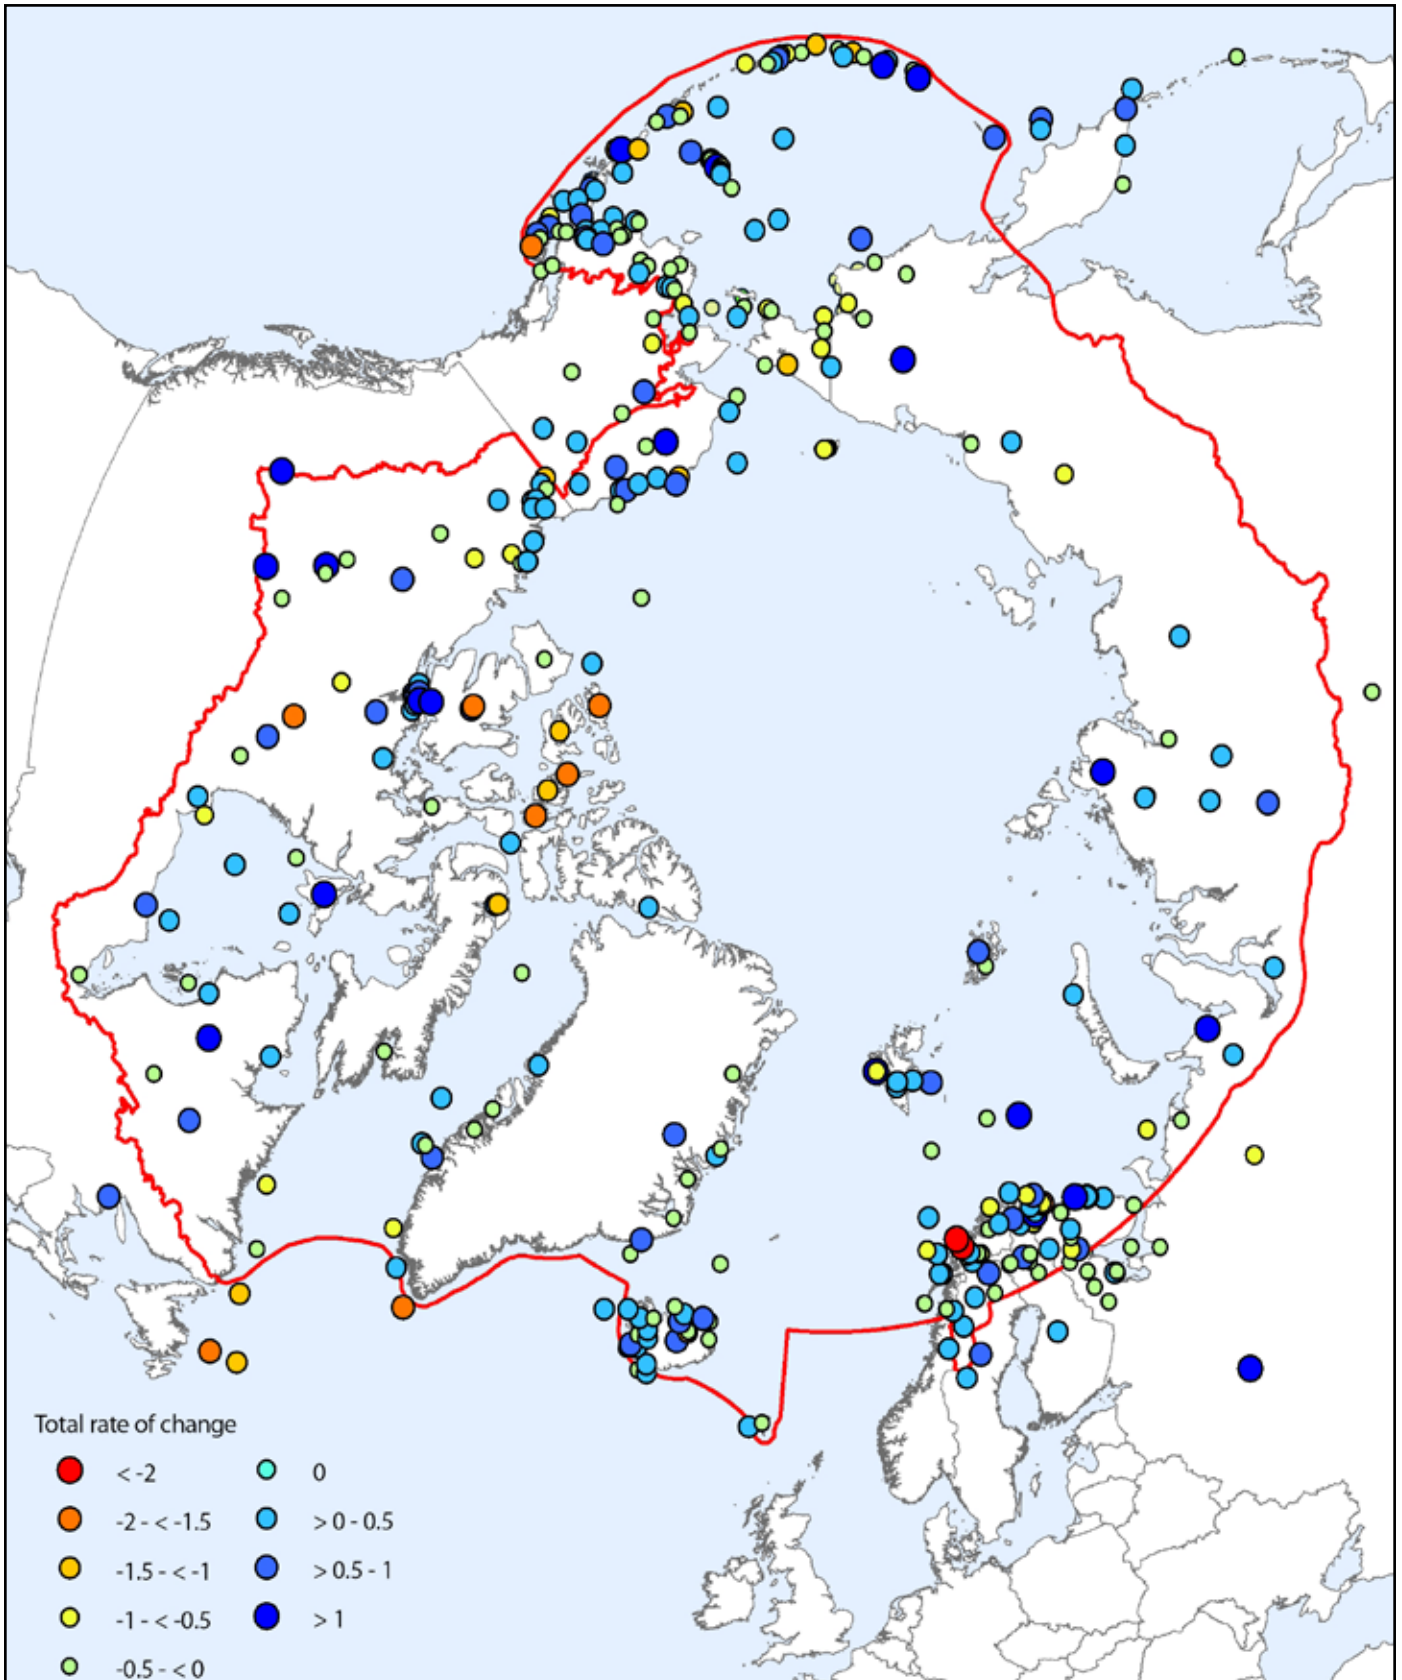 Total rate of change
< -2
-2 - < -1.5
-1.5 - < -1
-1 - < -0.5
-0.5 - < 0
0
> 0 - 0.5
> 0.5 - 1
> 1